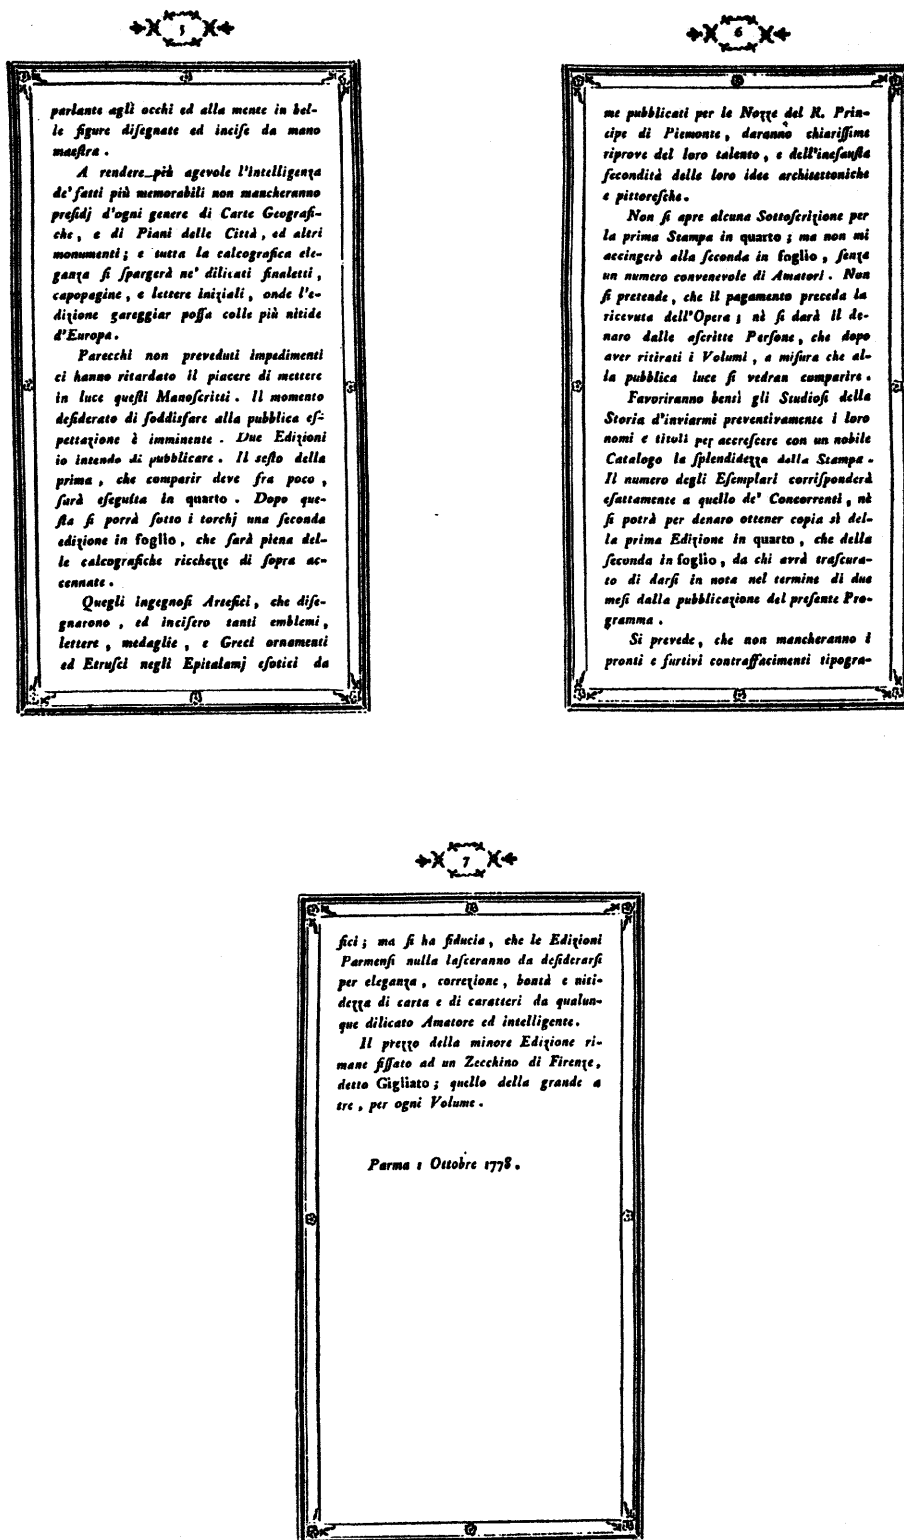 5
parlante agli occhi ed alla mente in bel-
le figure diſegnate ed inciſe da mano
maeſtra .
A rendere più agevole l'intelligenza
de' fatti più memorabili non mancheranno
preſidj d'ogni genere di Carte Geografi-
che , e di Piani delle Città , ed altri
monumenti ; e tutta la calcografica ele-
ganza ſi ſpargerà ne' dilicati finaletti ,
capopagine , e lettere iniziali , onde l'e-
dizione gareggiar poſſa colle più nitide
d'Europa .
Parecchi non preveduti impedimenti
ci hanno ritardato il piacere di mettere
in luce queſti Manoſcritti . Il momento
deſiderato di ſoddisfare alla pubblica eſ-
pettazione è imminente . Due Edizioni
io intendo di pubblicare . Il ſeſto della
prima , che comparir deve fra poco ,
ſarà eſeguita in quarto . Dopo que-
ſta ſi porrà ſotto i torchj una ſeconda
edizione in foglio , che ſarà piena del-
le calcografiche ricchezze di ſopra ac-
cennate .
Quegli ingegnoſi Artefici , che diſe-
gnarono , ed inciſero tanti emblemi ,
lettere , medaglie , e Greci ornamenti
ed Etruſci negli Epitalamj eſotici da
6
me pubblicati per le Nozze del R. Prin-
cipe di Piemonte , daranno chiariſſime
riprove del loro talento , e dell'ineſauſta
ſecondità delle loro idee architettoniche
e pittoreſche .
Non ſi apre alcuna Sottoſcrizione per
la prima Stampa in quarto ; ma non mi
accingerò alla ſeconda in foglio , ſenza
un numero convenevole di Amatori . Non
ſi pretende , che il pagamento preceda la
ricevuta dell'Opera ; nè ſi darà il de-
naro dalle aſcritte Perſone , che dopo
aver ritirati i Volumi , a miſura che al-
la pubblica luce ſi vedran comparire .
Favoriranno bensì gli Studioſi della
Storia d'inviarmi preventivamente i loro
nomi e titoli per accreſcere con un nobile
Catalogo la ſplendidezza della Stampa .
Il numero degli Eſemplari corriſponderà
eſattamente a quello de' Concorrenti , nè
ſi potrà per denaro ottener copia sì del-
la prima Edizione in quarto , che della
ſeconda in foglio , da chi avrà traſcura-
to di darſi in nota nel termine di due
meſi dalla pubblicazione del preſente Pro-
gramma .
Si prevede , che non mancheranno i
pronti e furtivi contraffacimenti tipogra-
7
fici ; ma ſi ha fiducia , che le Edizioni
Parmenſi nulla laſceranno da deſiderarſi
per eleganza , correzione , bontà e niti-
dezza di carta e di caratteri da qualun-
que dilicato Amatore ed intelligente .
Il prezzo della minore Edizione ri-
mane fiſſato ad un Zecchino di Firenze ,
detto Gigliato ; quello della grande a
tre , per ogni Volume .
Parma 1 Ottobre 1778 .